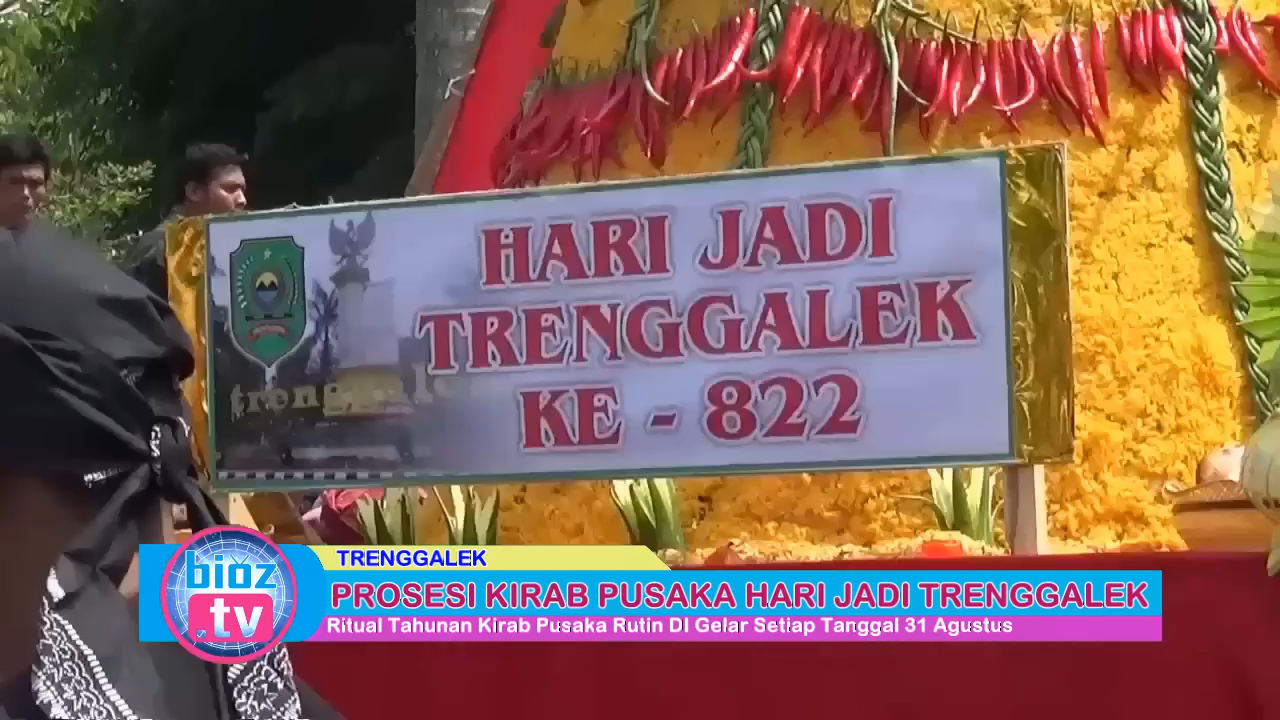 HARI JADI
TRENGGALEK
KE - 822
TRENGGALEK
PROSESI KIRAB PUSAKA HARI JADI TRENGGALEK
Ritual Tahunan Kirab Pusaka Rutin DI Gelar Setiap Tanggal 31 Agustus
bioz
.tv